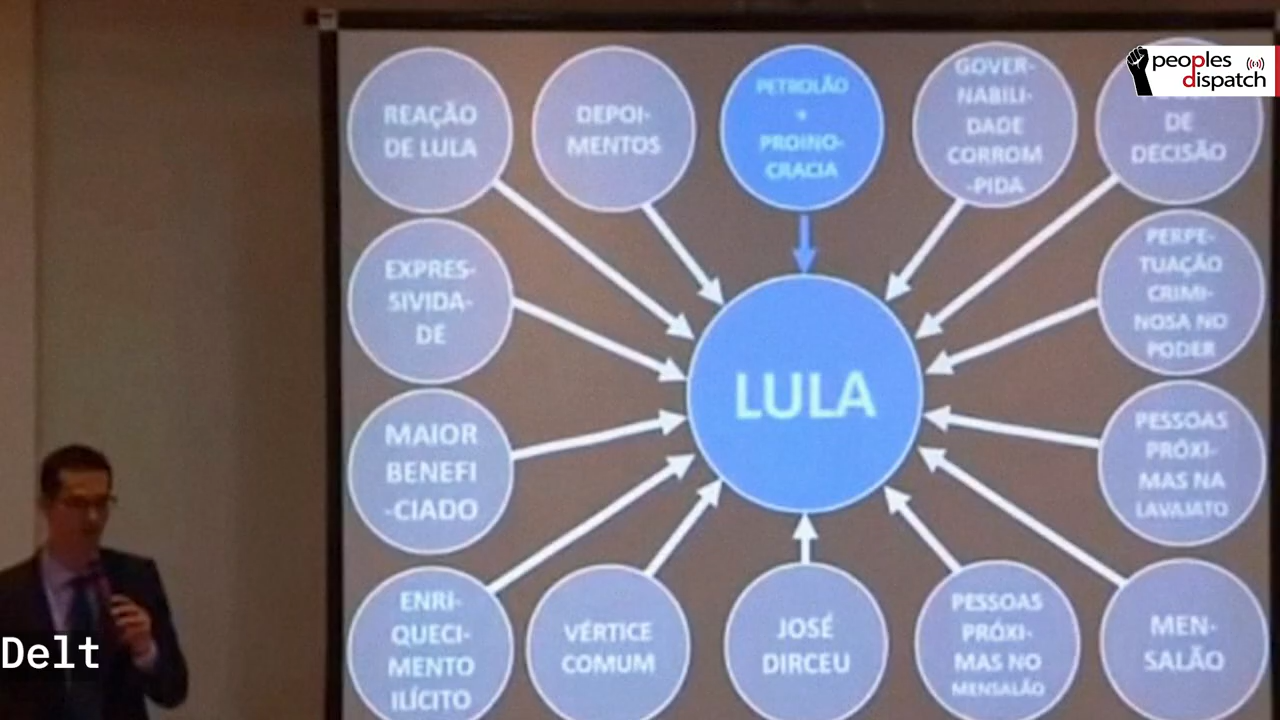 peoples
dispatch
REAÇÃO
DE LULA
DEPOI-
MENTOS
PETROLÃO
+
PROINO-
CRACIA
GOVER-
NABILI-
DADE
CORROM
-PIDA
DE
DECISÃO
EXPRES-
SIVIDA-
DE
PERPE-
TUAÇÃO
CRIMI-
NOSA NO
PODER
LULA
MAIOR
BENEFI
-CIADO
PESSOAS
PRÓXI-
MAS NA
LAVAJATO
ENRI-
QUECI-
MENTO
ILÍCITO
VÉRTICE
COMUM
JOSÉ
DIRCEU
PESSOAS
PRÓXI-
MAS NO
MENSALÃO
MEN-
SALÃO
Delt